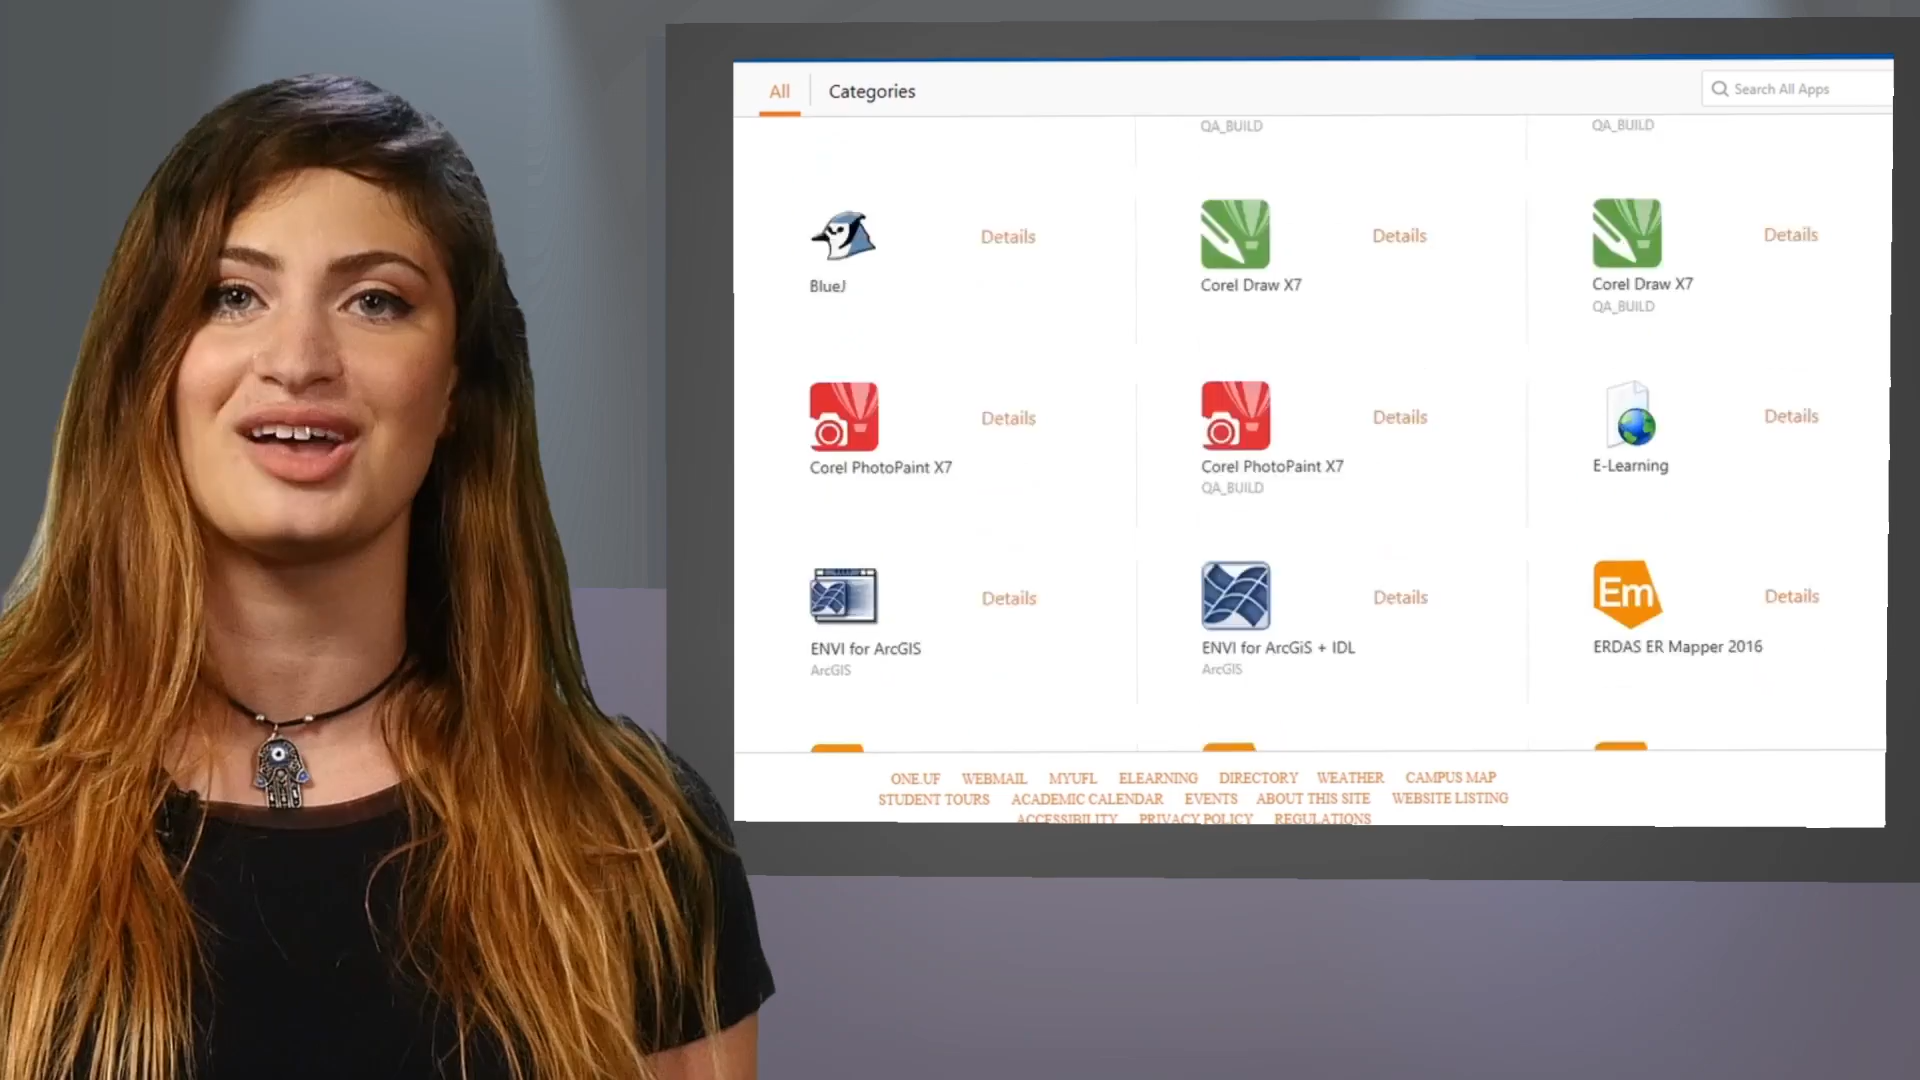 All
Categories
Search All Apps
QA_BUILD
QA_BUILD
Details
Details
Details
BlueJ
Corel Draw X7
Corel Draw X7
QA_BUILD
Details
Details
Details
Corel PhotoPaint X7
Corel PhotoPaint X7
E-Learning
QA_BUILD
Em
Details
Details
Details
ENVI for ArcGIS
ENVI for ArcGiS + IDL
ERDAS ER Mapper 2016
ArcGIS
ArcGIS
ONE.UF WEBMAIL MYUFL ELEARNING DIRECTORY WEATHER CAMPUS MAP
STUDENT TOURS ACADEMIC CALENDAR EVENTS ABOUT THIS SITE WEBSITE LISTING
ACCESSIBILITY PRIVACY POLICY REGULATIONS